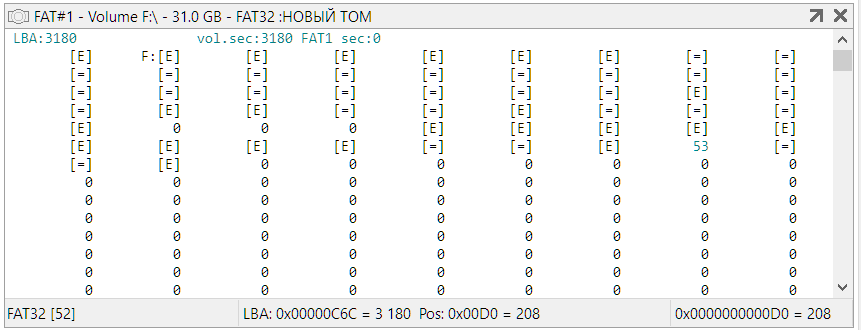 FAT#1 - Volume F:\ - 31.0 GB - FAT32 :НОВЫЙ ТОМ
LBA:3180 vol.sec:3180 FAT1 sec:0
[E] F:[E] [E] [E] [E] [E] [E] [=] [=]
[=] [=] [=] [=] [=] [=] [=] [=] [=]
[=] [=] [=] [=] [=] [=] [=] [E] [=]
[=] [E] [E] [=] [E] [E] [E] [=] [=]
[E] 0 0 0 [E] [E] [E] [E] [E]
[E] [E] [E] [E] [=] [=] [E] 53 [=]
[=] [E] 0 0 0 0 0 0 0
0 0 0 0 0 0 0 0 0
0 0 0 0 0 0 0 0 0
0 0 0 0 0 0 0 0 0
0 0 0 0 0 0 0 0 0
0 0 0 0 0 0 0 0 0
0 0 0 0 0 0 0 0 0
0 0 0 0 0 0 0 0 0
FAT32 [52] LBA: 0x00000C6C = 3 180 Pos: 0x00D0 = 208 0x0000000000D0 = 208